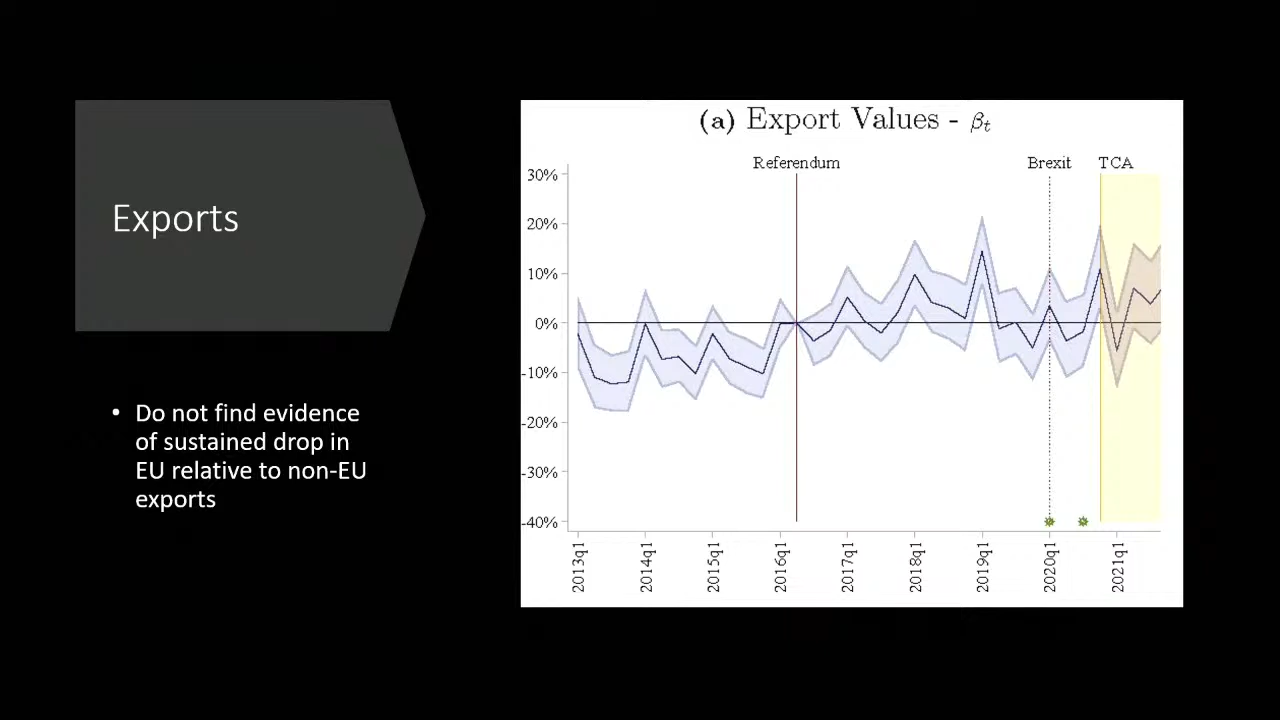 Exports
• Do not find evidence
of sustained drop in
EU relative to non-EU
exports
(a) Export Values - βt
Referendum
Brexit
TCA
30%
20%
10%
0%
-10%
-20%
-30%
-40%
2013q1
2014q1
2015q1
2016q1
2017q1
2018q1
2019q1
2020q1
2021q1